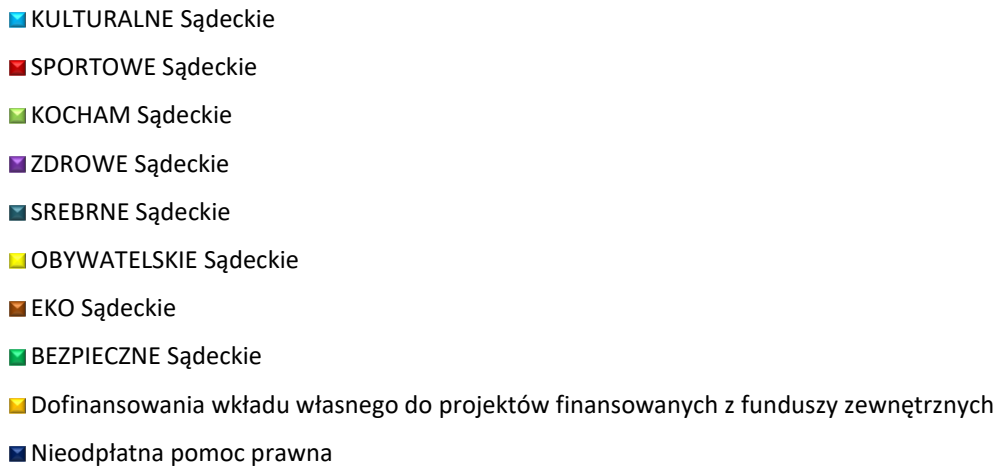 KULTURALNE Sądeckie
SPORTOWE Sądeckie
KOCHAM Sądeckie
ZDROWE Sądeckie
SREBRNE Sądeckie
OBYWATELSKIE Sądeckie
EKO Sądeckie
BEZPIECZNE Sądeckie
Dofinansowania wkładu własnego do projektów finansowanych z funduszy zewnętrznych
Nieodpłatna pomoc prawna